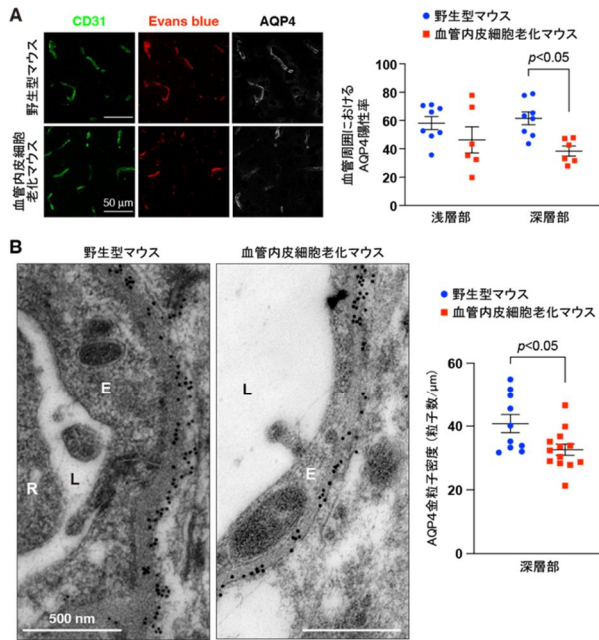 A
CD31
Evans blue
AQP4
野生型マウス
血管内皮細胞
老化マウス
50 μm
野生型マウス
血管内皮細胞老化マウス
p<0.05
血管周囲における
AQP4陽性率
100
80
60
40
20
0
浅層部
深層部
B
野生型マウス
血管内皮細胞老化マウス
E
R
L
500 nm
L
E
野生型マウス
血管内皮細胞老化マウス
p<0.05
AQP4金粒子密度 (粒子数/μm)
60
40
20
0
深層部